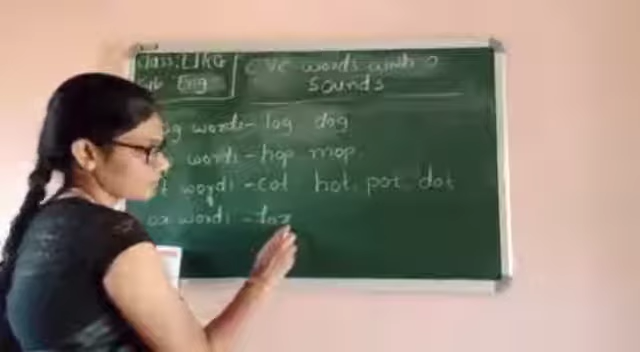 Class: LKG
CVC words with o
Sub Eng
Sounds
og words - log dog
words - hop mop
ot words - cot hot pot dot
ox words - fox